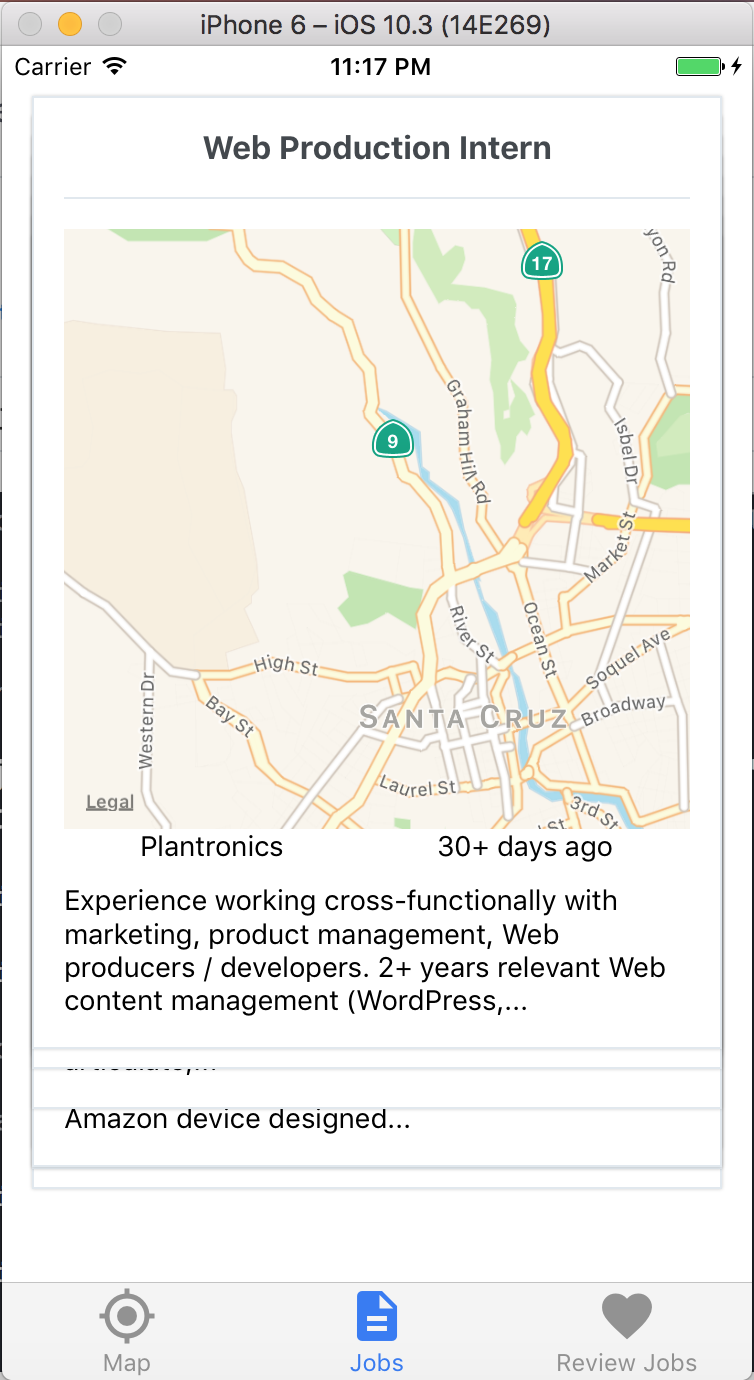 iPhone 6 – iOS 10.3 (14E269)
Carrier 11:17 PM
Web Production Intern
17
yon Rd
Graham Hill Rd
Isbel Dr
9
Market St
River St
Ocean St
Soquel Ave
High St
Western Dr
Bay St
SANTA CRUZ
Broadway
Laurel St
Legal
3rd St
St
Plantronics 30+ days ago
Experience working cross-functionally with
marketing, product management, Web
producers / developers. 2+ years relevant Web
content management (WordPress,...
Amazon device designed...
Map Jobs Review Jobs